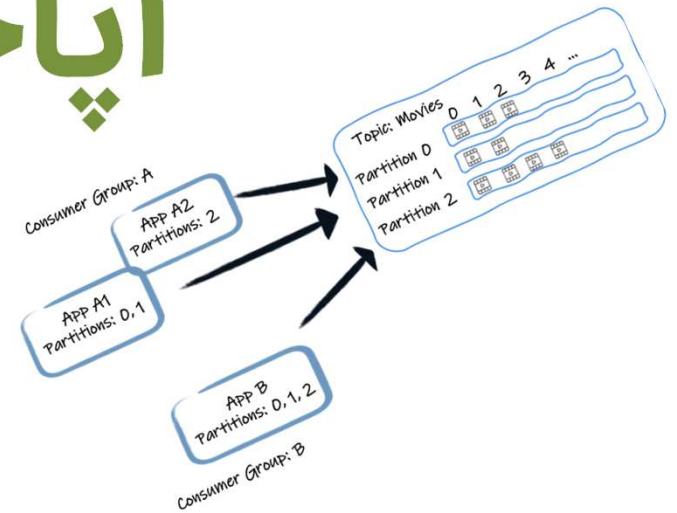 Topic: Movies
0 1 2 3 4 ...
Partition 0
Partition 1
Partition 2
Consumer Group: A
App A2
Partitions: 2
App A1
Partitions: 0,1
App B
Partitions: 0,1,2
Consumer Group: B